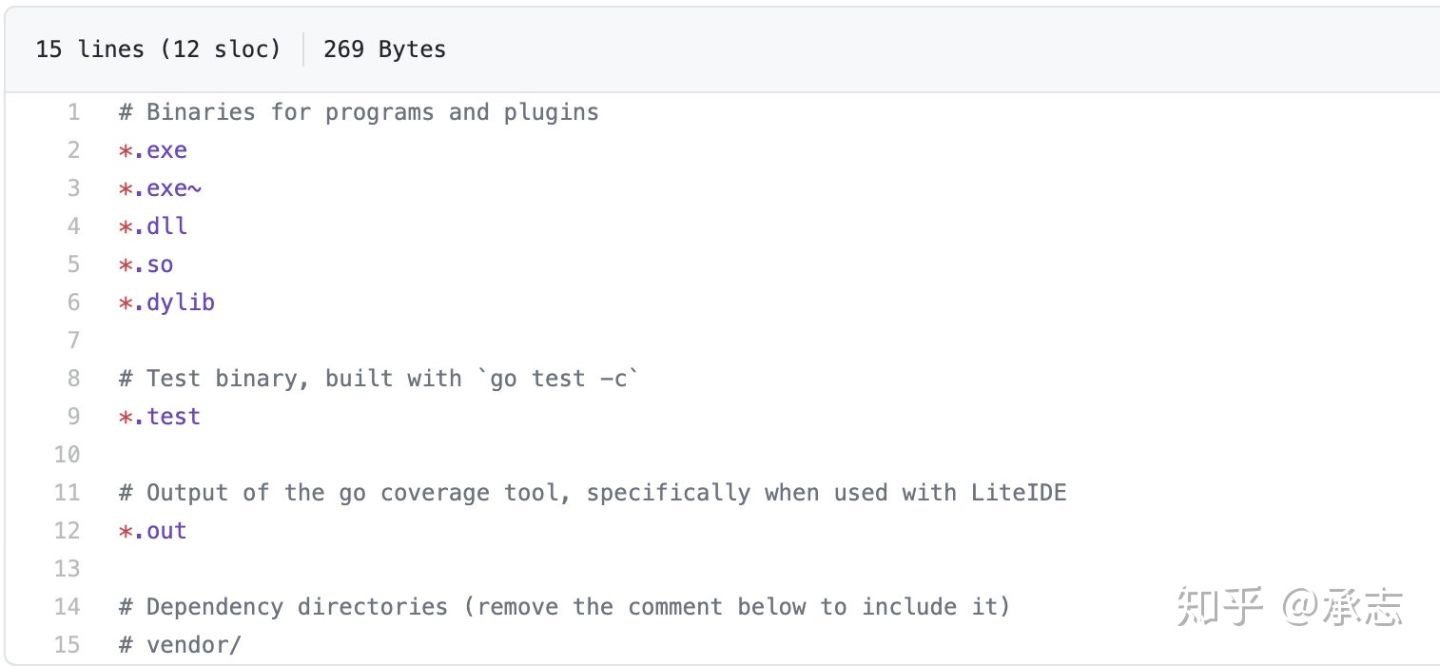 15 lines (12 sloc) 269 Bytes
1 # Binaries for programs and plugins
2 *.exe
3 *.exe~
4 *.dll
5 *.so
6 *.dylib
7
8 # Test binary, built with `go test -c`
9 *.test
10
11 # Output of the go coverage tool, specifically when used with LiteIDE
12 *.out
13
14 # Dependency directories (remove the comment below to include it)
15 # vendor/
知乎 @承志